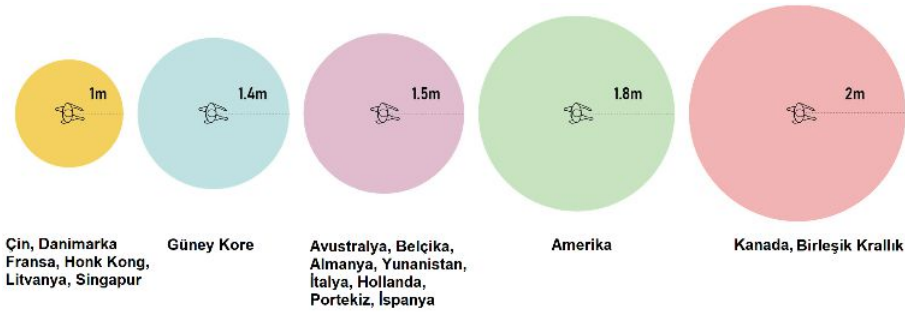 1m
1.4m
1.5m
1.8m
2m
Çin, Danimarka
Fransa, Honk Kong,
Litvanya, Singapur
Güney Kore
Avustralya, Belçika,
Almanya, Yunanistan,
İtalya, Hollanda,
Portekiz, İspanya
Amerika
Kanada, Birleşik Krallık